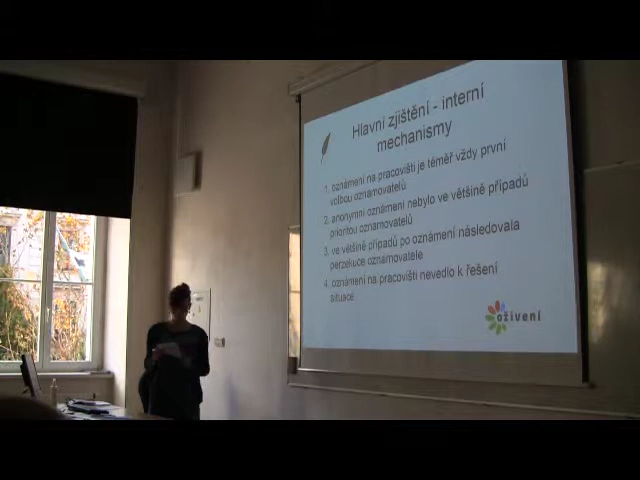 Hlavní zjištění - interní
mechanismy
1. oznámení na pracovišti je téměř vždy první
volbou oznamovatelů
2. anonymní oznámení nebylo ve většině případů
prioritou oznamovatelů
3. ve většině případů po oznámení následovala
perzekuce oznamovatele
4. oznámení na pracovišti nevedlo k řešení
situace
oživení